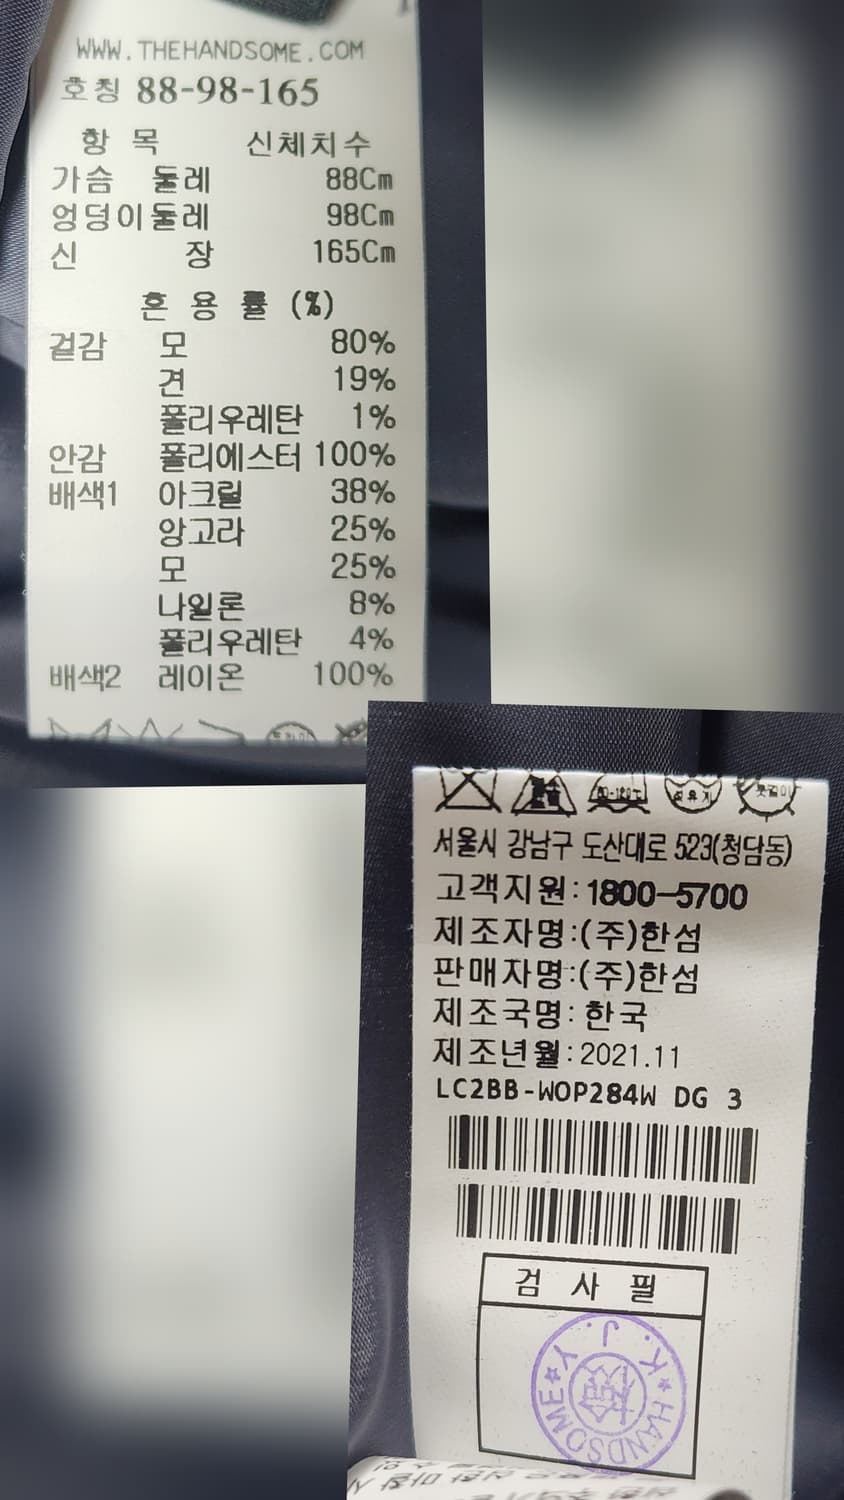 WWW.THEHANDSOME.COM
호칭 88-98-165
항 목 신체치수
가슴 둘레 88Cm
엉덩이둘레 98Cm
신 장 165Cm
혼 용 률 (%)
겉감 모 80%
견 19%
폴리우레탄 1%
안감 폴리에스터 100%
배색1 아크릴 38%
앙고라 25%
모 25%
나일론 8%
폴리우레탄 4%
배색2 레이온 100%
서울시 강남구 도산대로 523(청담동)
고객지원:1800-5700
제조자명:(주)한섬
판매자명:(주)한섬
제조국명:한국
제조년월:2021.11
LC2BB-WOP284W DG 3
검 사 필
HANDSOME Y K.J.